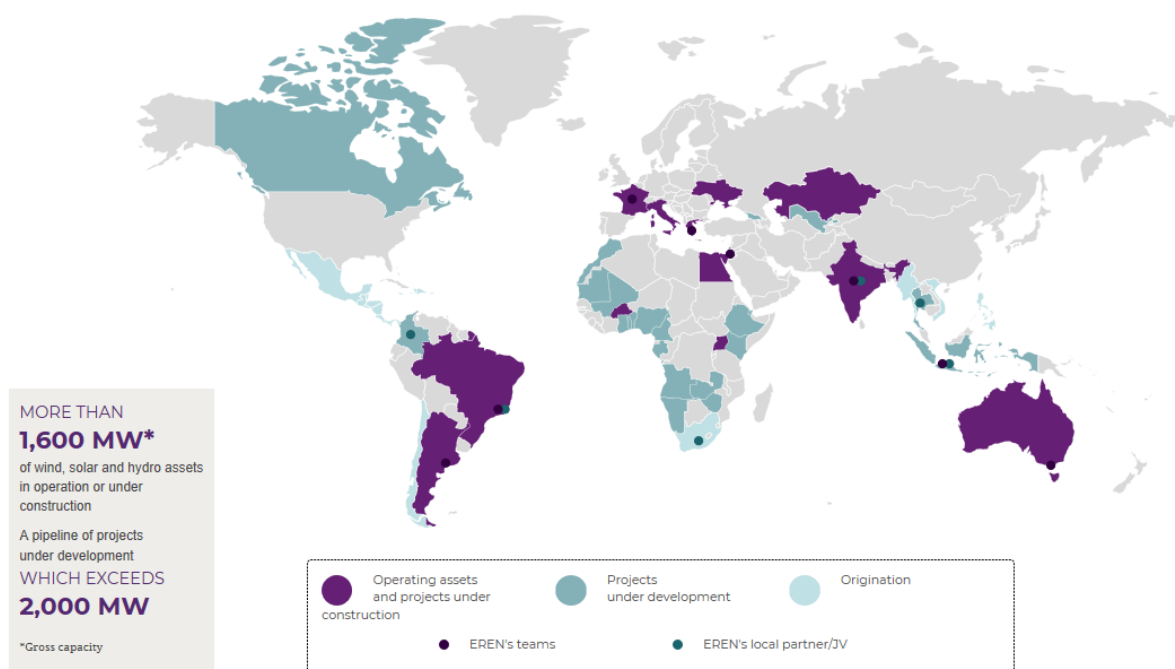 MORE THAN
1,600 MW*
of wind, solar and hydro assets
in operation or under
construction
A pipeline of projects
under development
WHICH EXCEEDS
2,000 MW
*Gross capacity
Operating assets
and projects under
construction
Projects
under development
Origination
EREN's teams
EREN's local partner/JV